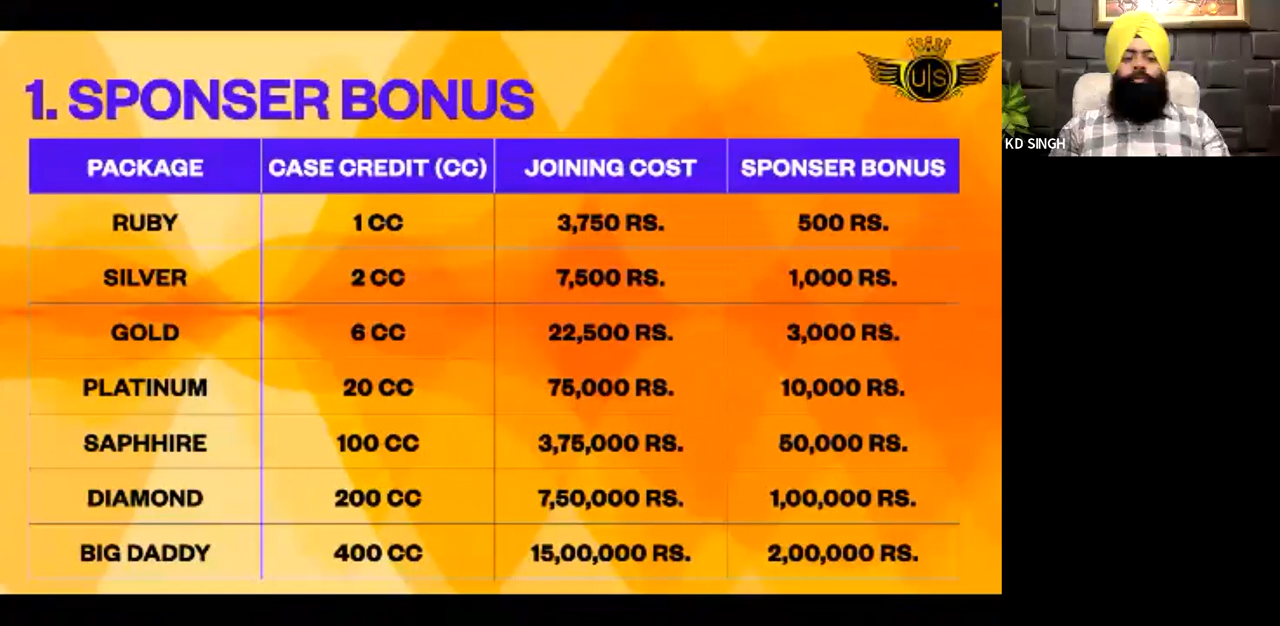 1. SPONSER BONUS
U|S
PACKAGE CASE CREDIT (CC) JOINING COST SPONSER BONUS
RUBY 1 CC 3,750 RS. 500 RS.
SILVER 2 CC 7,500 RS. 1,000 RS.
GOLD 6 CC 22,500 RS. 3,000 RS.
PLATINUM 20 CC 75,000 RS. 10,000 RS.
SAPHHIRE 100 CC 3,75,000 RS. 50,000 RS.
DIAMOND 200 CC 7,50,000 RS. 1,00,000 RS.
BIG DADDY 400 CC 15,00,000 RS. 2,00,000 RS.
KD SINGH